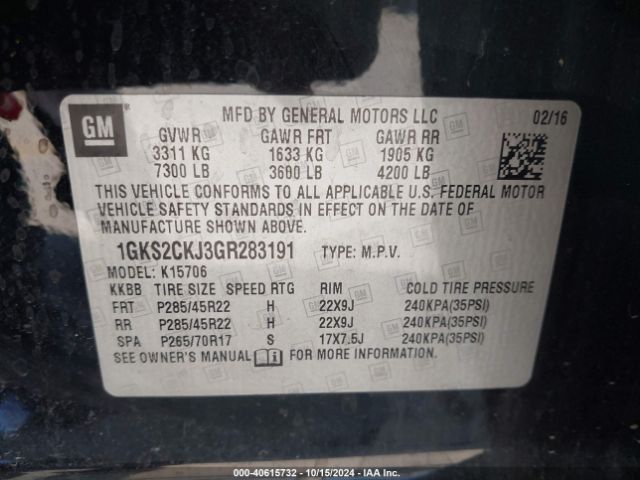 GM
MFD BY GENERAL MOTORS LLC 02/16
GVWR GAWR FRT GAWR RR
3311 KG 1633 KG 1905 KG
7300 LB 3600 LB 4200 LB
THIS VEHICLE CONFORMS TO ALL APPLICABLE U.S. FEDERAL MOTOR
VEHICLE SAFETY STANDARDS IN EFFECT ON THE DATE OF
MANUFACTURE SHOWN ABOVE.
1GKS2CKJ3GR283191 TYPE: M.P.V.
MODEL: K15706
KKBB TIRE SIZE SPEED RTG RIM COLD TIRE PRESSURE
FRT P285/45R22 H 22X9J 240KPA(35PSI)
RR P285/45R22 H 22X9J 240KPA(35PSI)
SPA P265/70R17 S 17X7.5J 240KPA(35PSI)
SEE OWNER'S MANUAL FOR MORE INFORMATION.
000-40615732 - 10/15/2024 - IAA Inc.